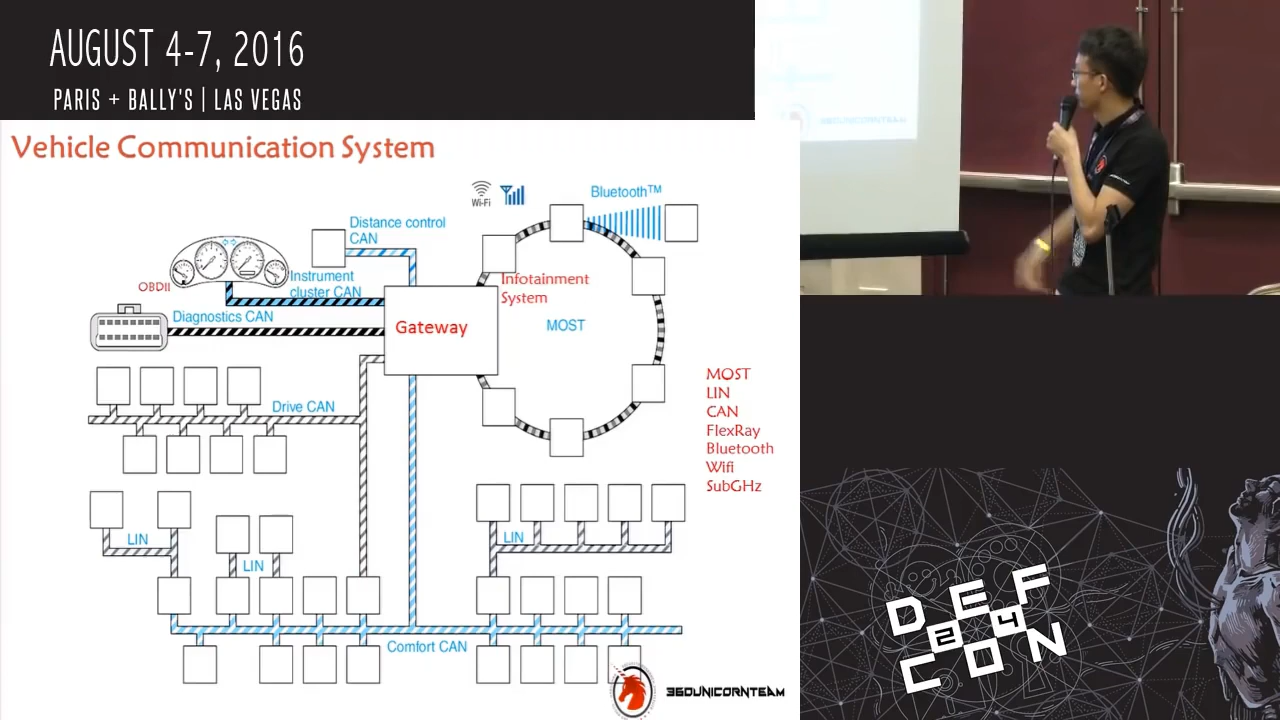 AUGUST 4-7, 2016
PARIS + BALLY'S | LAS VEGAS
Vehicle Communication System
Wi-Fi
Bluetooth™
Distance control
CAN
Instrument
cluster CAN
OBDII
Diagnostics CAN
Gateway
Infotainment
System
MOST
Drive CAN
MOST
LIN
CAN
FlexRay
Bluetooth
Wifi
SubGHz
LIN
LIN
LIN
Comfort CAN
360UNICORNTEAM
360UNICORNTEAM
DEF
24
CON